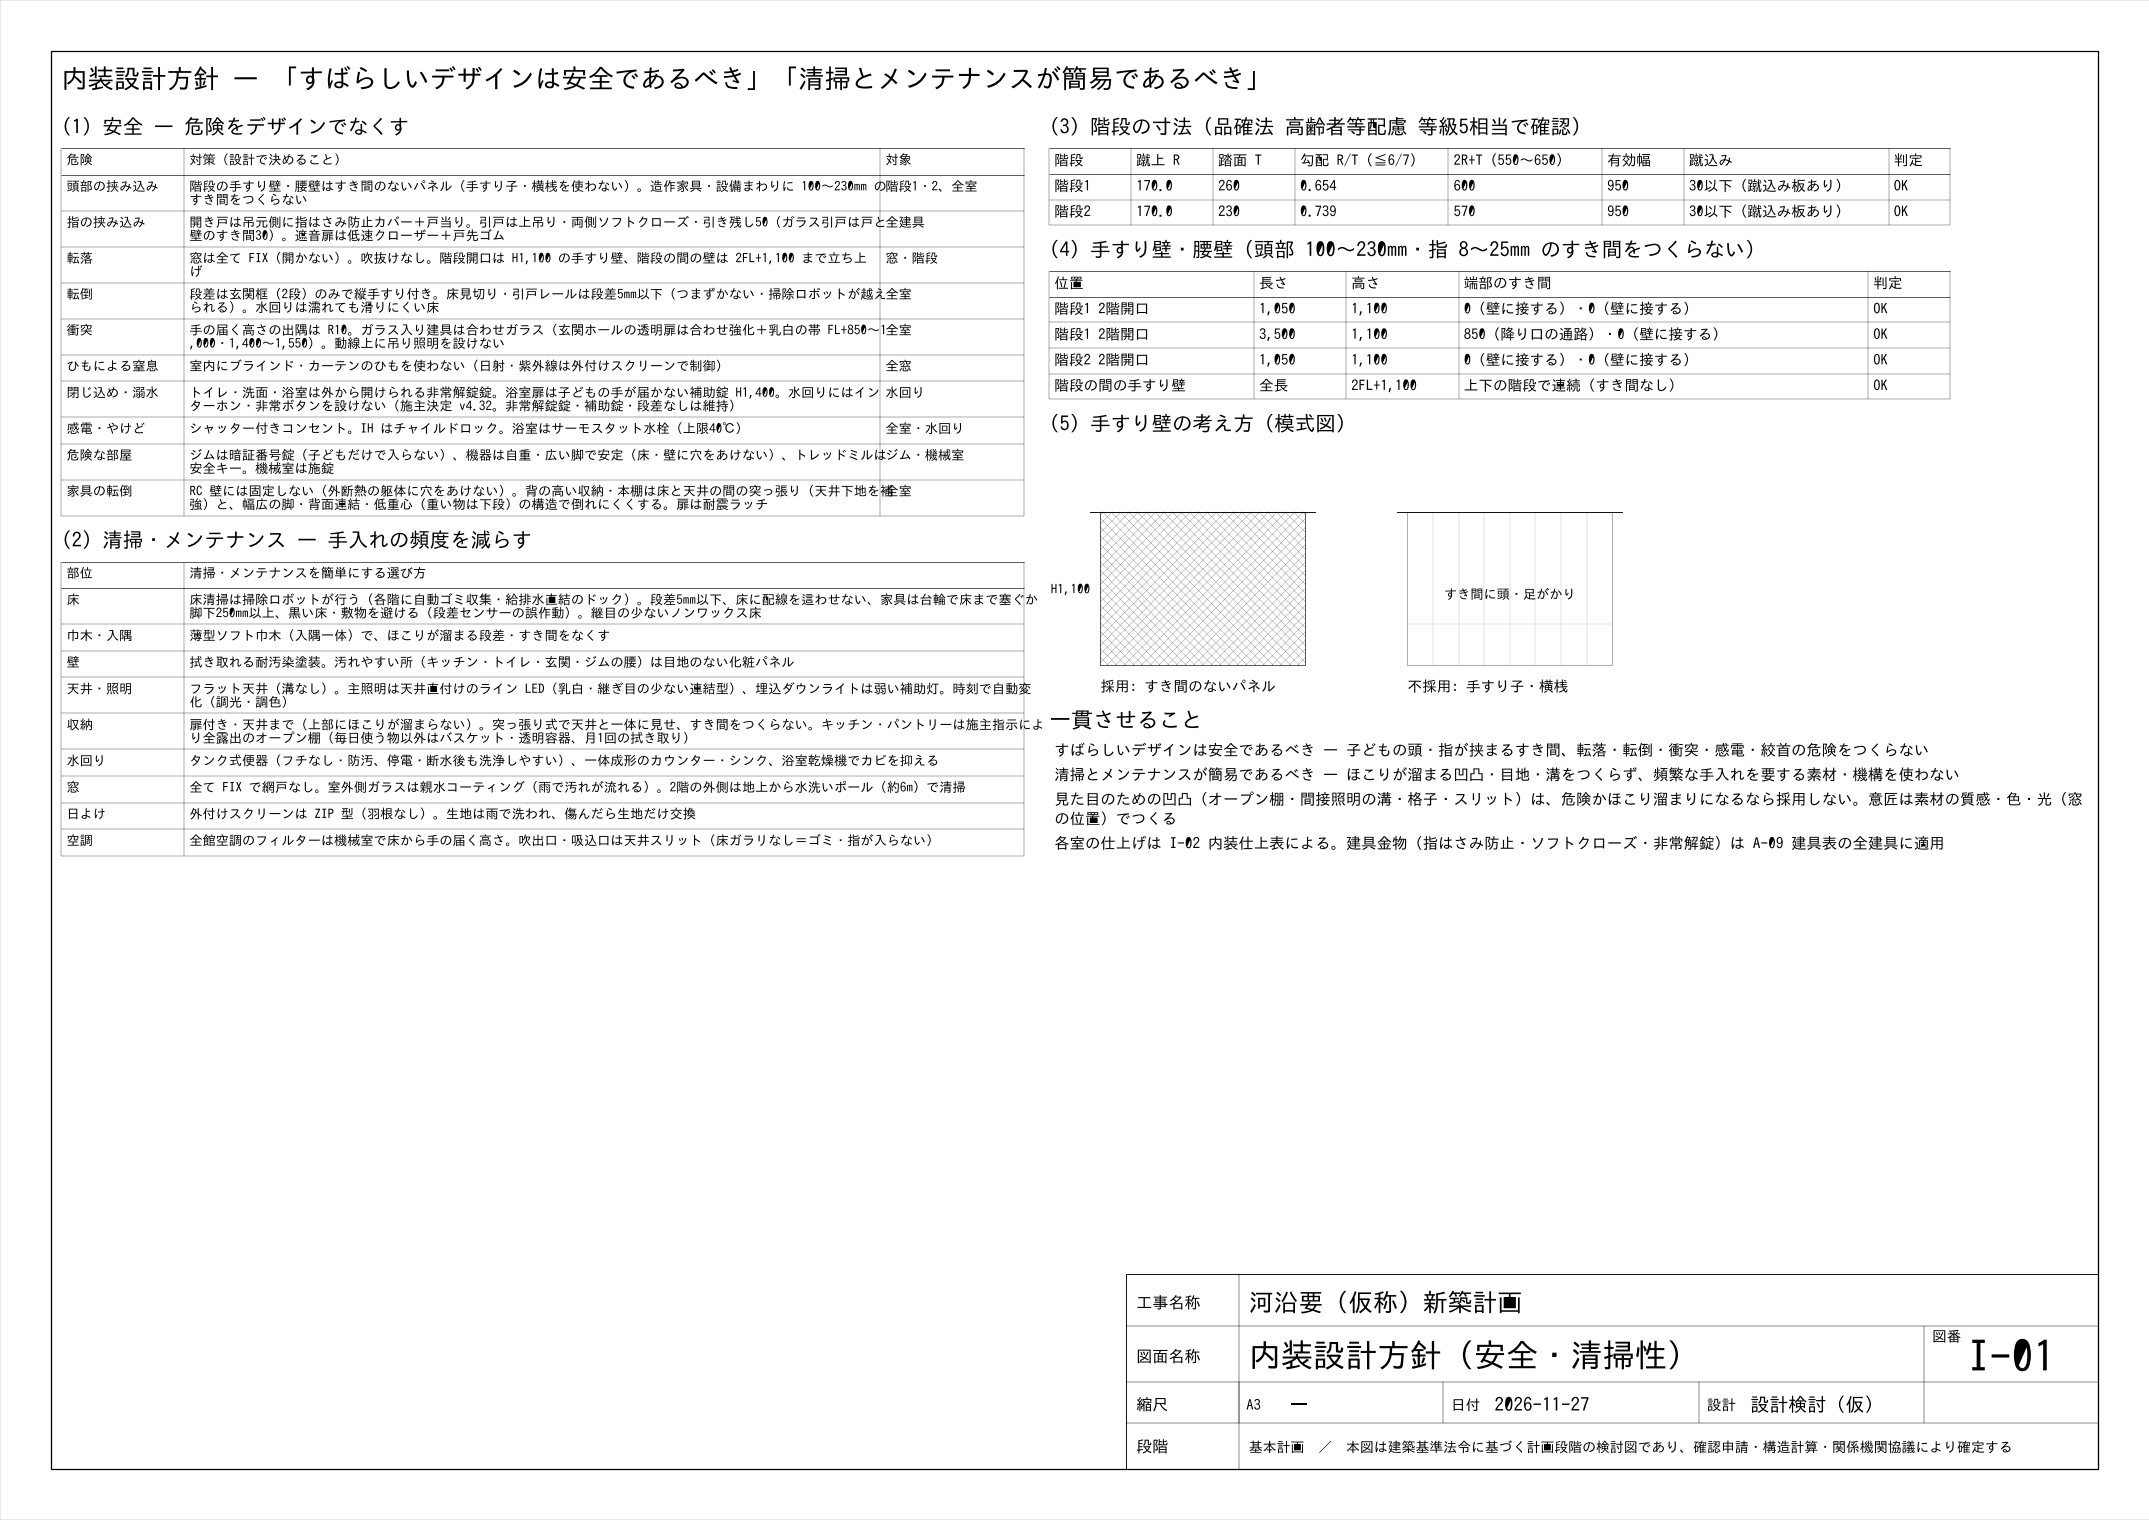 内装設計方針 — 「すばらしいデザインは安全であるべき」「清掃とメンテナンスが簡易であるべき」
(1) 安全 — 危険をデザインでなくす
危険 対策（設計で決めること） 対象
頭部の挟み込み 階段の手すり壁・腰壁はすき間のないパネル（手すり子・横桟を使わない）。造作家具・設備まわりに 100〜230mm の 階段1・2、全室
すき間をつくらない
指の挟み込み 開き戸は吊元側に指はさみ防止カバー＋戸当り。引戸は上吊り・両側ソフトクローズ・引き残し50（ガラス引戸は戸と 全建具
壁のすき間30）。遮音扉は低速クローザー＋戸先ゴム
転落 窓は全て FIX（開かない）。吹抜けなし。階段開口は H1,100 の手すり壁、階段の間の壁は 2FL+1,100 まで立ち上 窓・階段
げ
転倒 段差は玄関框（2段）のみで縦手すり付き。床見切り・引戸レールは段差5mm以下（つまずかない・掃除ロボットが越え 全室
られる）。水回りは濡れても滑りにくい床
衝突 手の届く高さの出隅は R10。ガラス入り建具は合わせガラス（玄関ホールの透明扉は合わせ強化＋乳白の帯 FL+850〜1 全室
,000・1,400〜1,550）。動線上に吊り照明を設けない
ひもによる窒息 室内にブラインド・カーテンのひもを使わない（日射・紫外線は外付けスクリーンで制御） 全窓
閉じ込め・溺水 トイレ・洗面・浴室は外から開けられる非常解錠錠。浴室扉は子どもの手が届かない補助錠 H1,400。水回りにはイン 水回り
ターホン・非常ボタンを設けない（施主決定 v4.32。非常解錠錠・補助錠・段差なしは維持）
感電・やけど シャッター付きコンセント。IH はチャイルドロック。浴室はサーモスタット水栓（上限40℃） 全室・水回り
危険な部屋 ジムは暗証番号錠（子どもだけで入らない）、機器は自重・広い脚で安定（床・壁に穴をあけない）、トレッドミルは ジム・機械室
安全キー。機械室は施錠
家具の転倒 RC 壁には固定しない（外断熱の躯体に穴をあけない）。背の高い収納・本棚は床と天井の間の突っ張り（天井下地を補 全室
強）と、幅広の脚・背面連結・低重心（重い物は下段）の構造で倒れにくくする。扉は耐震ラッチ
(2) 清掃・メンテナンス — 手入れの頻度を減らす
部位 清掃・メンテナンスを簡単にする選び方
床 床清掃は掃除ロボットが行う（各階に自動ゴミ収集・給排水直結のドック）。段差5mm以下、床に配線を這わせない、家具は台輪で床まで塞ぐか
脚下250mm以上、黒い床・敷物を避ける（段差センサーの誤作動）。継目の少ないノンワックス床
巾木・入隅 薄型ソフト巾木（入隅一体）で、ほこりが溜まる段差・すき間をなくす
壁 拭き取れる耐汚染塗装。汚れやすい所（キッチン・トイレ・玄関・ジムの腰）は目地のない化粧パネル
天井・照明 フラット天井（溝なし）。主照明は天井直付けのライン LED（乳白・継ぎ目の少ない連結型）、埋込ダウンライトは弱い補助灯。時刻で自動変
化（調光・調色）
収納 扉付き・天井まで（上部にほこりが溜まらない）。突っ張り式で天井と一体に見せ、すき間をつくらない。キッチン・パントリーは施主指示によ
り全露出のオープン棚（毎日使う物以外はバスケット・透明容器、月1回の拭き取り）
水回り タンク式便器（フチなし・防汚、停電・断水後も洗浄しやすい）、一体成形のカウンター・シンク、浴室乾燥機でカビを抑える
窓 全て FIX で網戸なし。室外側ガラスは親水コーティング（雨で汚れが流れる）。2階の外側は地上から水洗いポール（約6m）で清掃
日よけ 外付けスクリーンは ZIP 型（羽根なし）。生地は雨で洗われ、傷んだら生地だけ交換
空調 全館空調のフィルターは機械室で床から手の届く高さ。吹出口・吸込口は天井スリット（床ガラリなし＝ゴミ・指が入らない）
(3) 階段の寸法（品確法 高齢者等配慮 等級5相当で確認）
階段 蹴上 R 踏面 T 勾配 R/T（≦6/7） 2R+T（550〜650） 有効幅 蹴込み 判定
階段1 170.0 260 0.654 600 950 30以下（蹴込み板あり） OK
階段2 170.0 230 0.739 570 950 30以下（蹴込み板あり） OK
(4) 手すり壁・腰壁（頭部 100〜230mm・指 8〜25mm のすき間をつくらない）
位置 長さ 高さ 端部のすき間 判定
階段1 2階開口 1,050 1,100 0（壁に接する）・0（壁に接する） OK
階段1 2階開口 3,500 1,100 850（降り口の通路）・0（壁に接する） OK
階段2 2階開口 1,050 1,100 0（壁に接する）・0（壁に接する） OK
階段の間の手すり壁 全長 2FL+1,100 上下の階段で連続（すき間なし） OK
(5) 手すり壁の考え方（模式図）
H1,100
すき間に頭・足がかり
採用: すき間のないパネル 不採用: 手すり子・横桟
一貫させること
すばらしいデザインは安全であるべき — 子どもの頭・指が挟まるすき間、転落・転倒・衝突・感電・絞首の危険をつくらない
清掃とメンテナンスが簡易であるべき — ほこりが溜まる凹凸・目地・溝をつくらず、頻繁な手入れを要する素材・機構を使わない
見た目のための凹凸（オープン棚・間接照明の溝・格子・スリット）は、危険かほこり溜まりになるなら採用しない。意匠は素材の質感・色・光（窓
の位置）でつくる
各室の仕上げは I-02 内装仕上表による。建具金物（指はさみ防止・ソフトクローズ・非常解錠）は A-09 建具表の全建具に適用
工事名称 河沿要（仮称）新築計画
図面名称 内装設計方針（安全・清掃性） 図番 I-01
縮尺 A3 — 日付 2026-11-27 設計 設計検討（仮）
段階 基本計画 ／ 本図は建築基準法令に基づく計画段階の検討図であり、確認申請・構造計算・関係機関協議により確定する